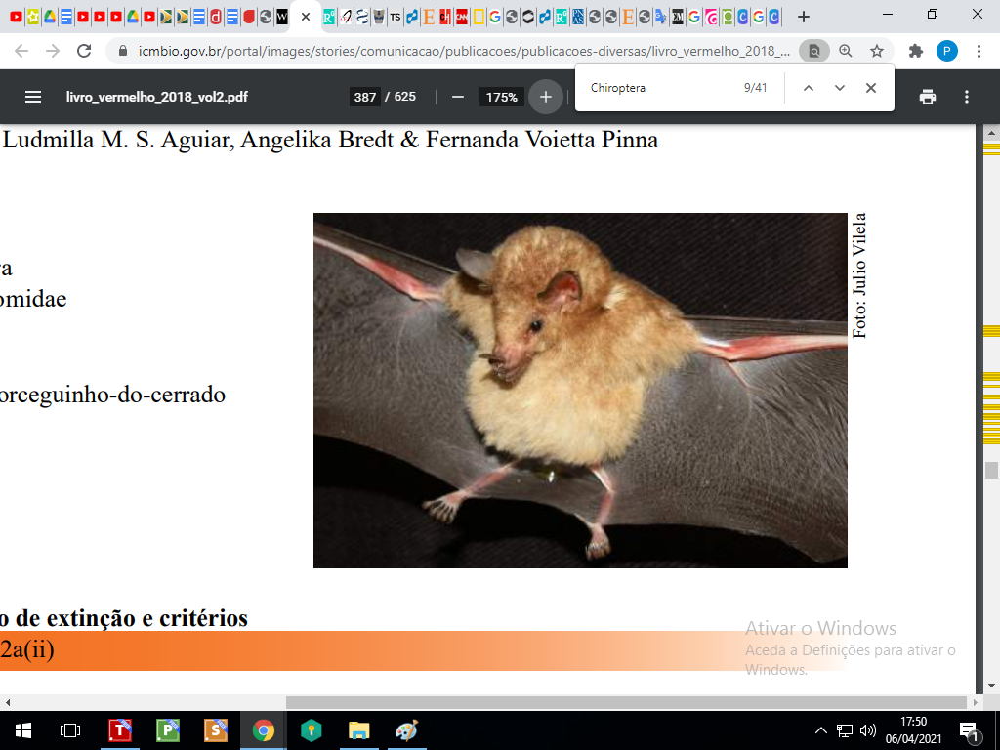 icmbio.gov.br/portal/images/stories/comunicacao/publicacoes/publicacoes-diversas/livro_vermelho_2018_...
P
livro_vermelho_2018_vol2.pdf
387 / 625
175%
Chiroptera
9/41
Ludmilla M. S. Aguiar, Angelika Bredt & Fernanda Voietta Pinna
ra
omidae
orceguinho-do-cerrado
Foto: Julio Vilela
o de extinção e critérios
2a(ii)
Ativar o Windows
Aceda a Definições para ativar o
Windows.
T
P
S
17:50
06/04/2021
1